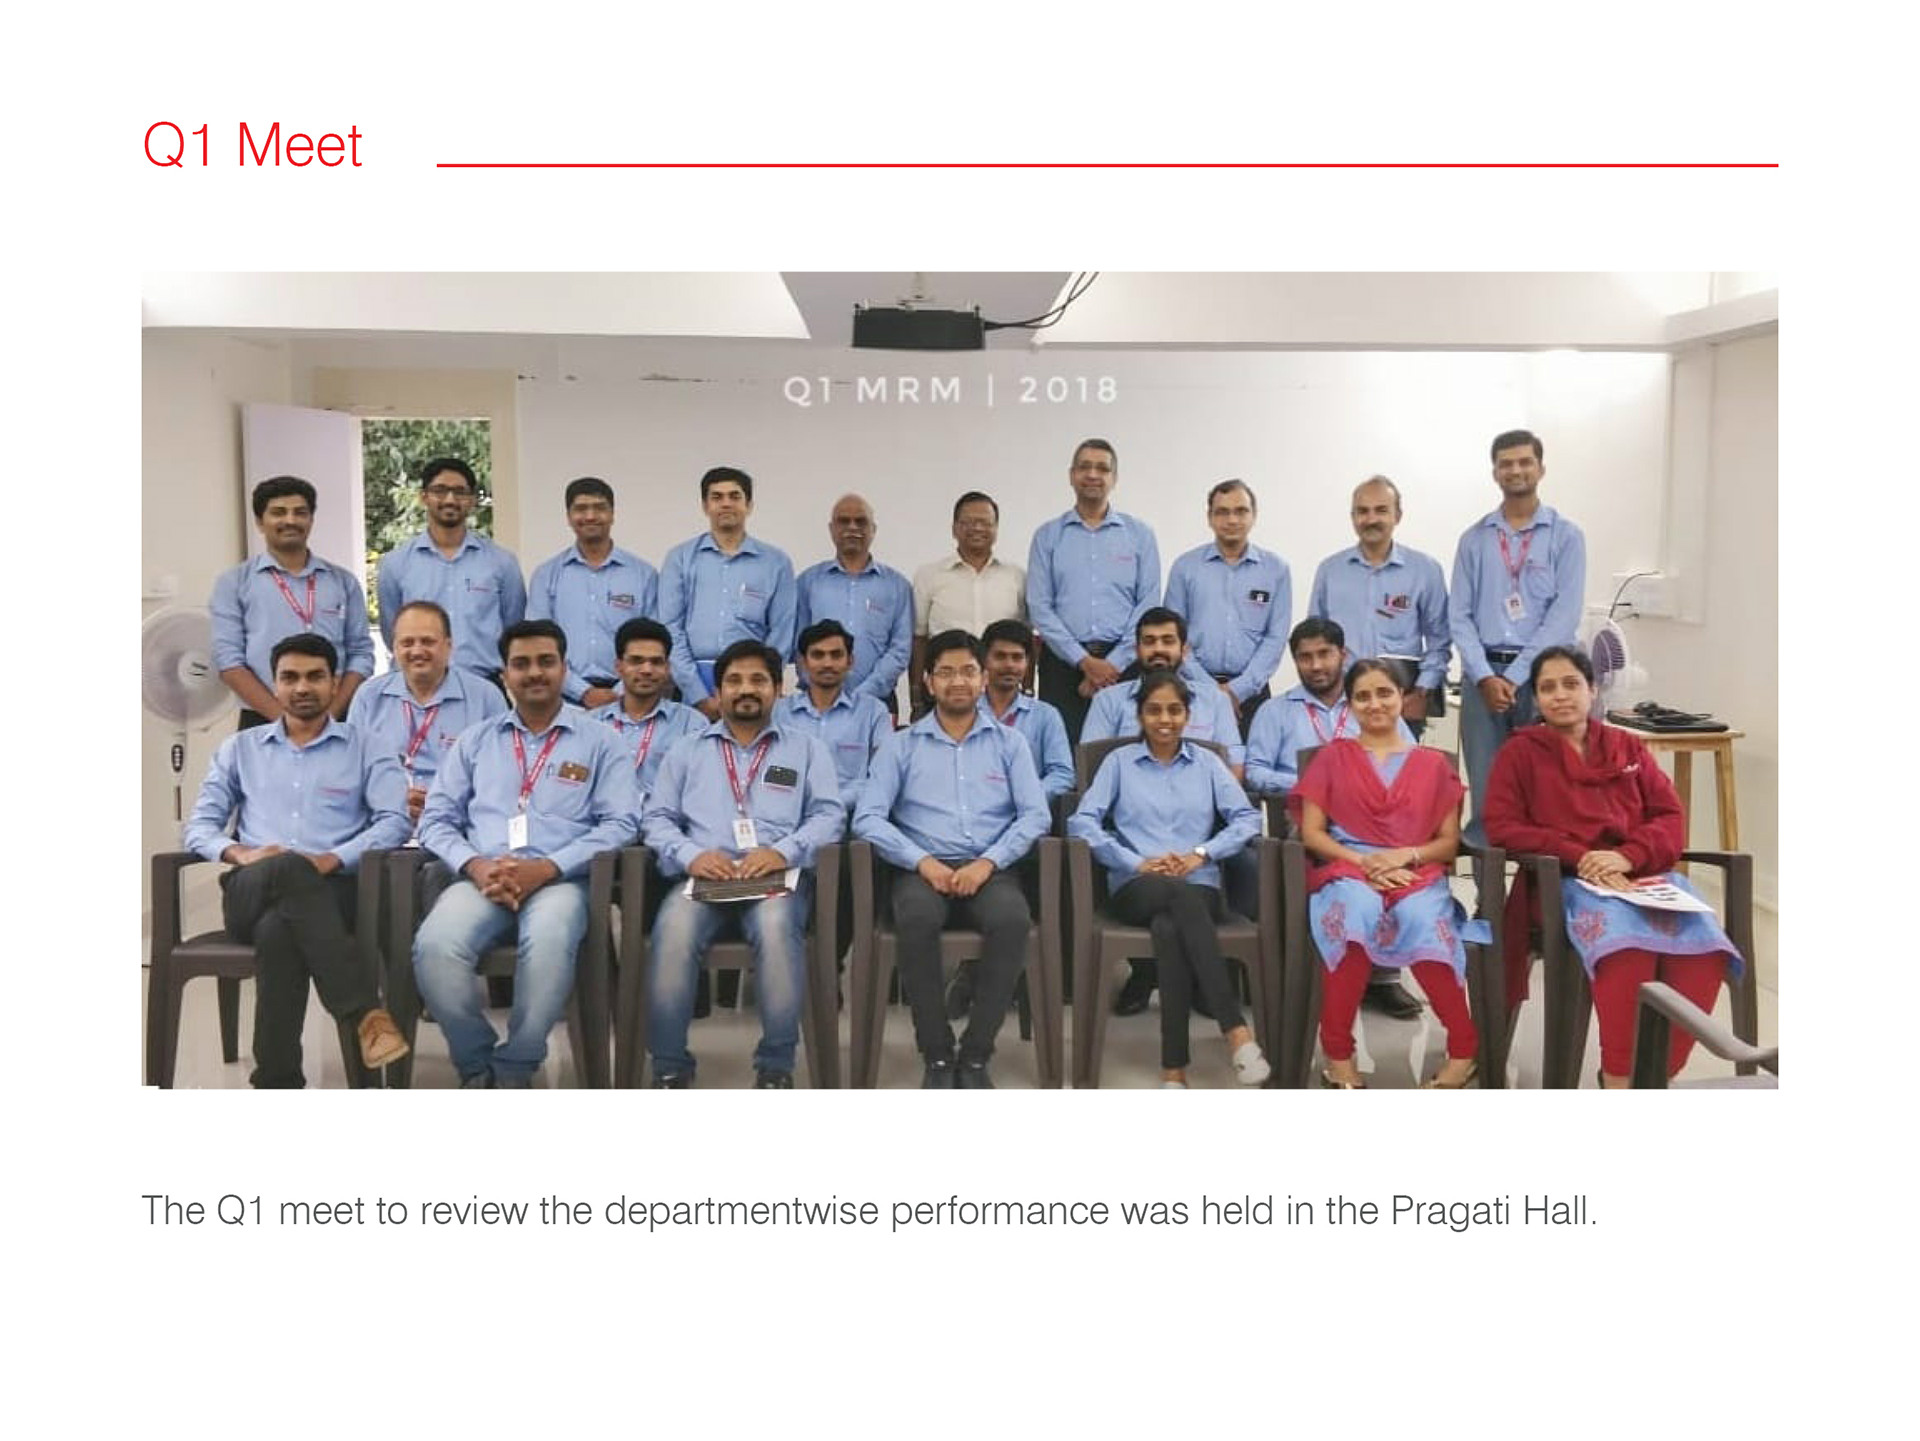 Q1 Meet
Q1 MRM | 2018
The Q1 meet to review the departmentwise performance was held in the Pragati Hall.